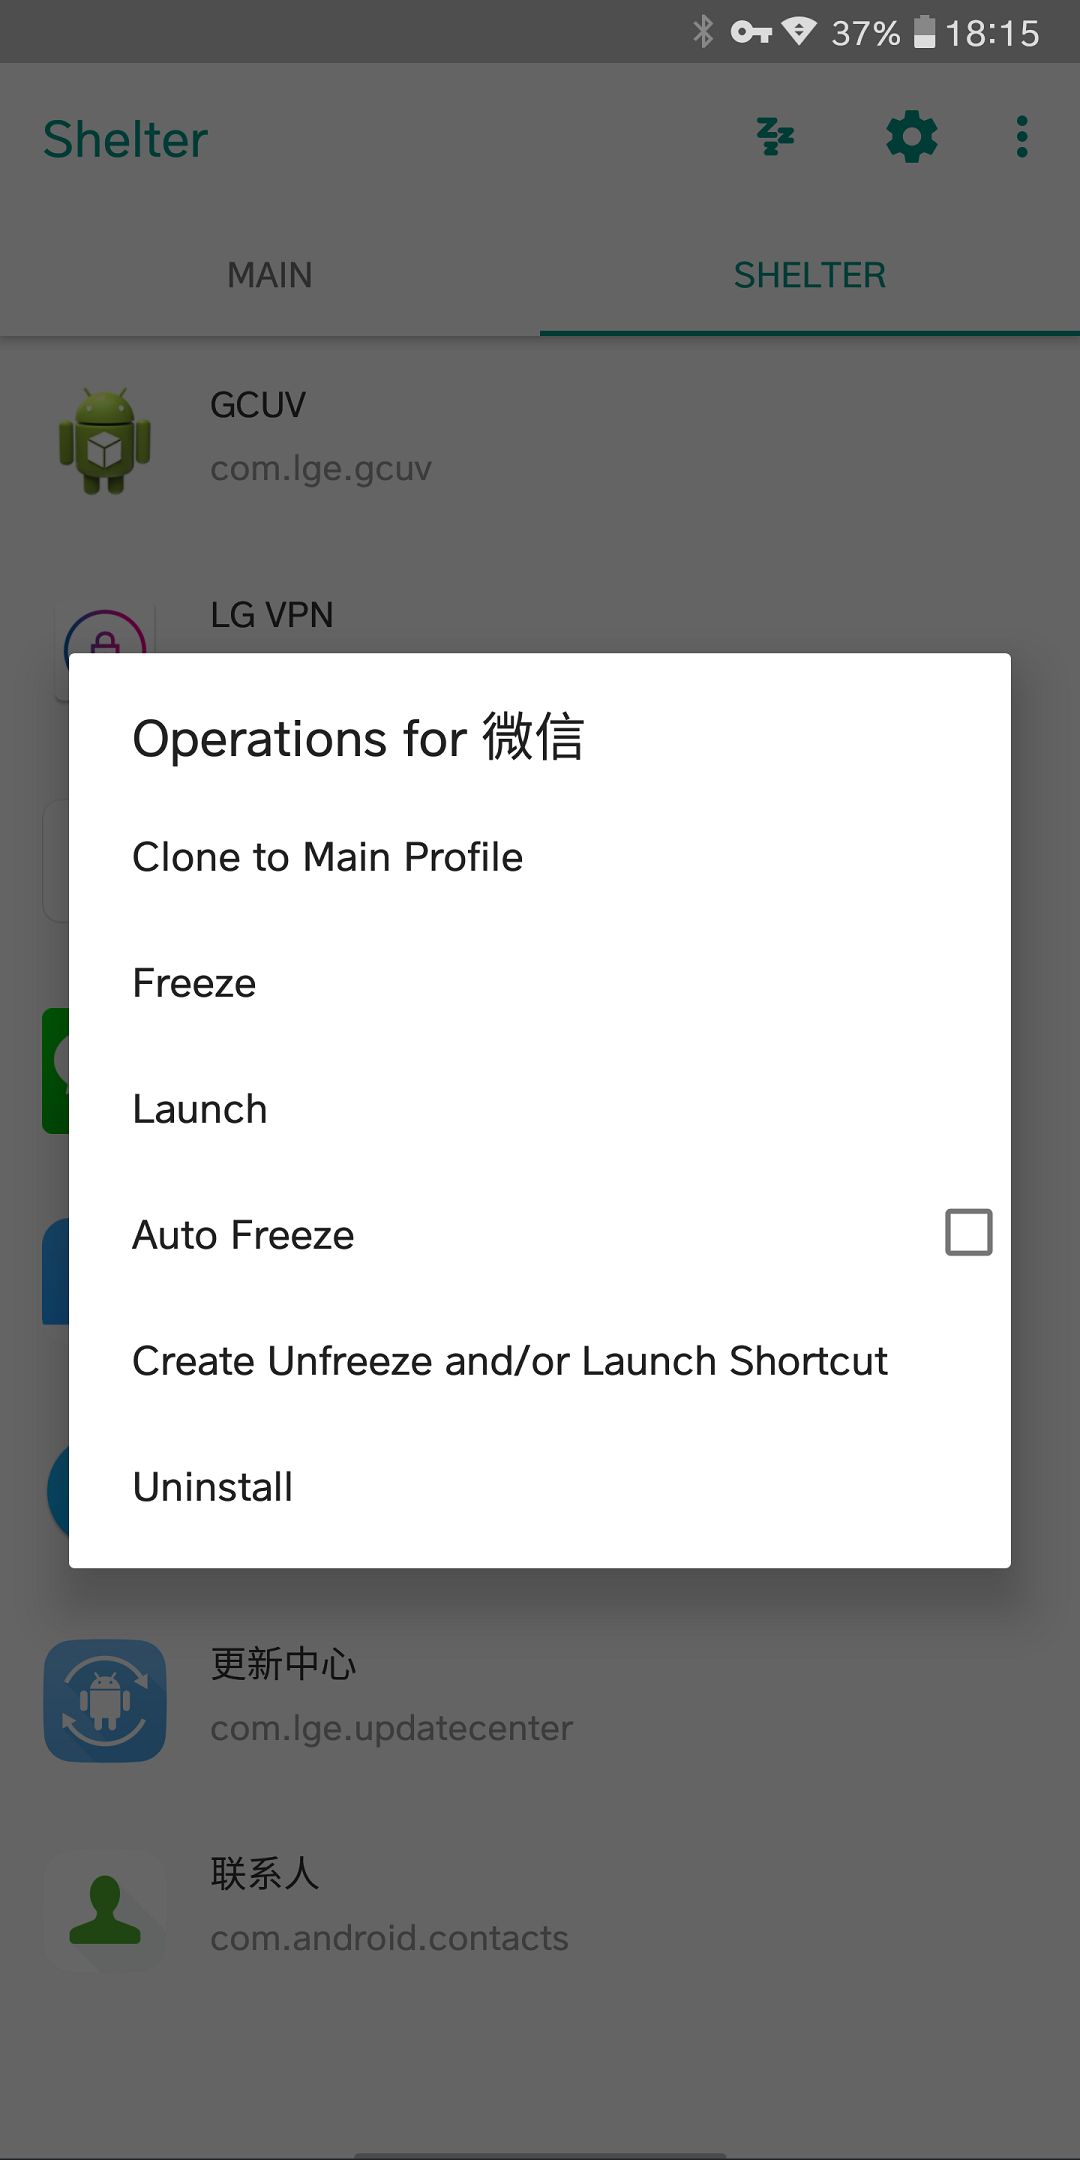 37% 18:15
Shelter
MAIN SHELTER
GCUV
com.lge.gcuv
LG VPN
Operations for 微信
Clone to Main Profile
Freeze
Launch
Auto Freeze
Create Unfreeze and/or Launch Shortcut
Uninstall
更新中心
com.lge.updatecenter
联系人
com.android.contacts